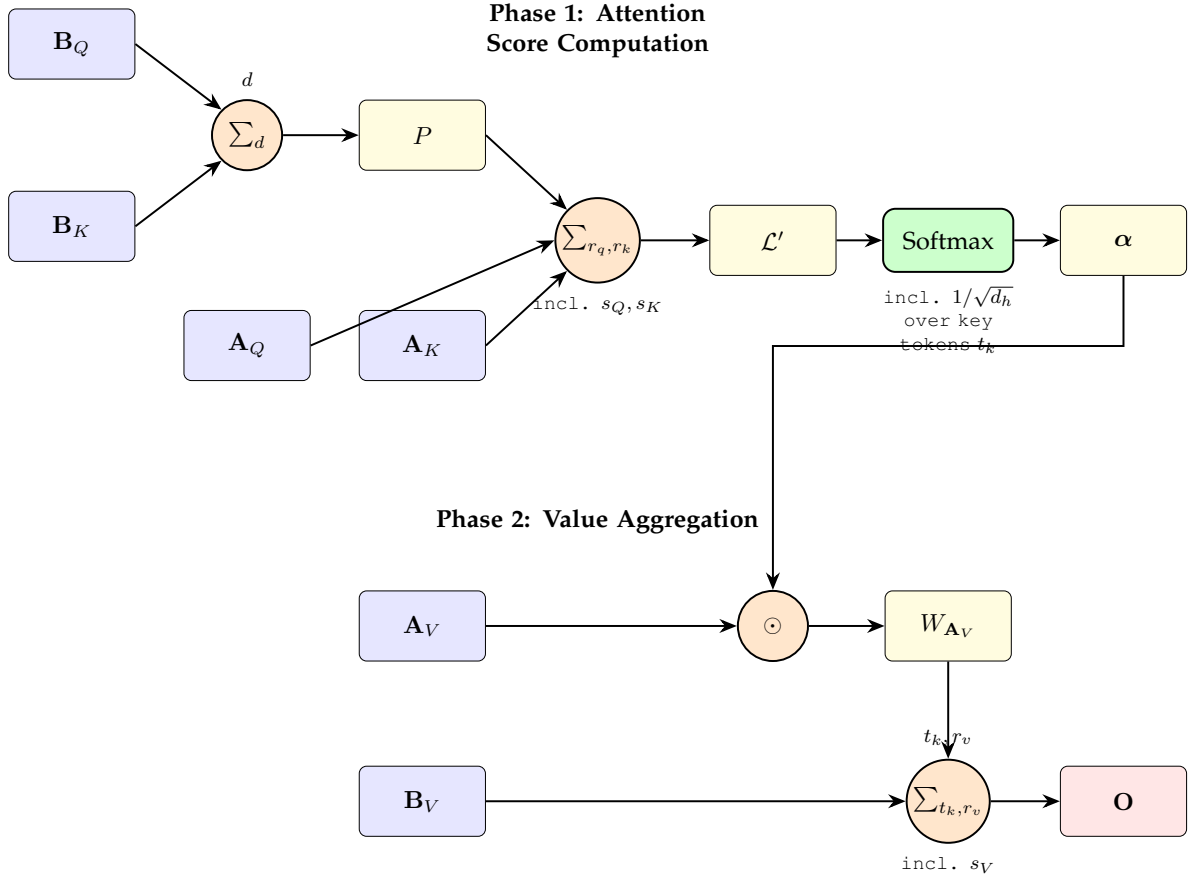 Phase 1: Attention
Score Computation
B_Q
d
∑_d
P
B_K
∑_{r_q,r_k}
ℒ′
Softmax
α
incl. s_Q, s_K
incl. 1/√d_h
over key
tokens t_k
A_Q
A_K
Phase 2: Value Aggregation
A_V
⊙
W_{A_V}
t_k, r_v
B_V
∑_{t_k,r_v}
O
incl. s_V